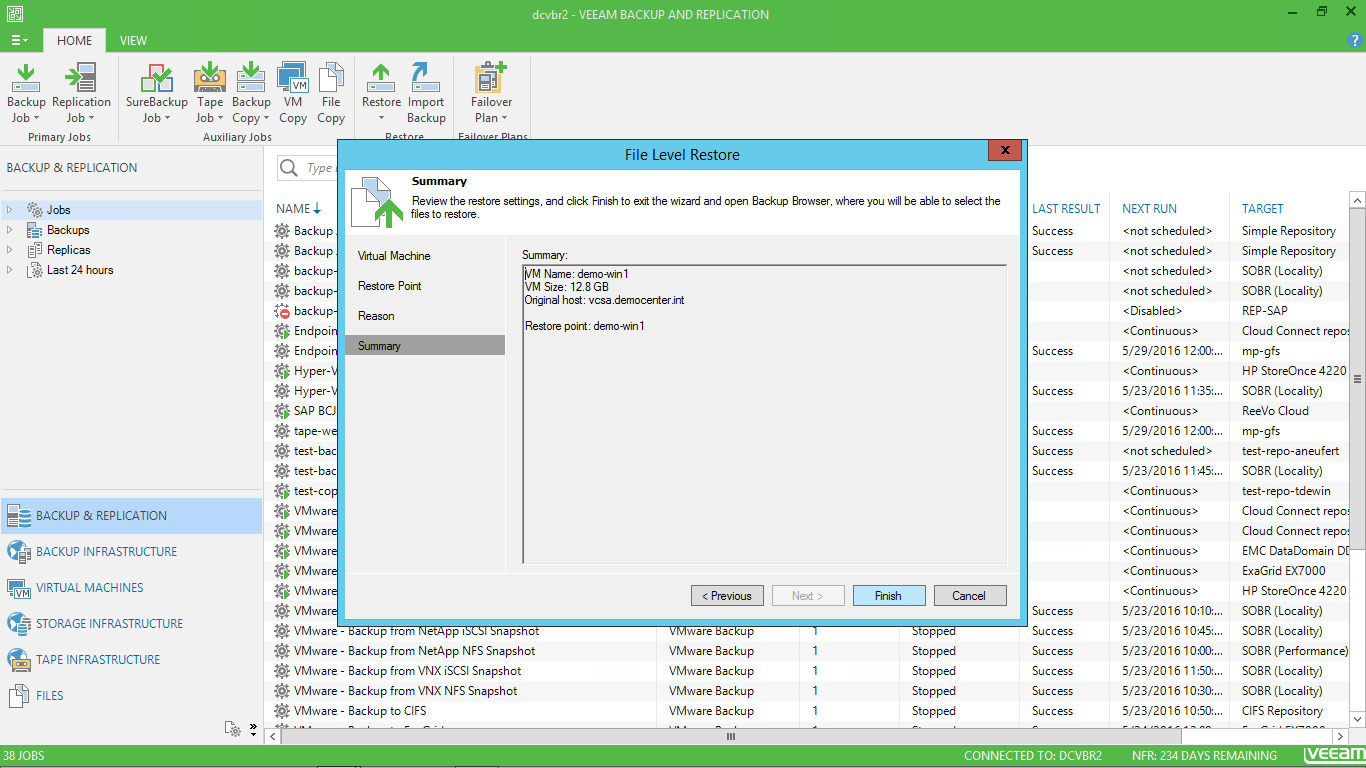 dcvbr2 - VEEAM BACKUP AND REPLICATION
HOME VIEW
Backup Job
Replication Job
Primary Jobs
SureBackup Job
Tape Job
Backup Copy
VM Copy
File Copy
Auxiliary Jobs
Restore
Import Backup
Restore
Failover Plan
Failover Plans
BACKUP & REPLICATION
Jobs
Backups
Replicas
Last 24 hours
BACKUP & REPLICATION
BACKUP INFRASTRUCTURE
VIRTUAL MACHINES
STORAGE INFRASTRUCTURE
TAPE INFRASTRUCTURE
FILES
Type
NAME LAST RESULT NEXT RUN TARGET
Backup Success <not scheduled> Simple Repository
Backup Success <not scheduled> Simple Repository
backup- Success <not scheduled> SOBR (Locality)
backup- Success <not scheduled> SOBR (Locality)
backup- <Disabled> REP-SAP
Endpoin <Continuous> Cloud Connect repos
Endpoin Success 5/29/2016 12:00:... mp-gfs
Hyper-V <Continuous> HP StoreOnce 4220
Hyper-V Success 5/23/2016 11:35:... SOBR (Locality)
SAP BCJ <Continuous> ReeVo Cloud
tape-we Success 5/29/2016 12:00:... mp-gfs
test-bac Success <not scheduled> test-repo-aneufert
test-bac Success 5/23/2016 11:45:... SOBR (Locality)
test-cop <Continuous> test-repo-tdewin
VMware <Continuous> Cloud Connect repos
VMware <Continuous> Cloud Connect repos
VMware <Continuous> EMC DataDomain DD
VMware <Continuous> ExaGrid EX7000
VMware <Continuous> HP StoreOnce 4220
VMware Success 5/23/2016 10:10:... SOBR (Locality)
VMware - Backup from NetApp iSCSI Snapshot VMware Backup 1 Stopped Success 5/23/2016 10:45:... SOBR (Locality)
VMware - Backup from NetApp NFS Snapshot VMware Backup 1 Stopped Success 5/23/2016 10:00:... SOBR (Performance)
VMware - Backup from VNX iSCSI Snapshot VMware Backup 1 Stopped Success 5/23/2016 11:50:... SOBR (Locality)
VMware - Backup from VNX NFS Snapshot VMware Backup 1 Stopped Success 5/23/2016 10:30:... SOBR (Locality)
VMware - Backup to CIFS VMware Backup 1 Stopped Success 5/23/2016 10:50:... CIFS Repository
File Level Restore
x
Summary
Review the restore settings, and click Finish to exit the wizard and open Backup Browser, where you will be able to select the
files to restore.
Virtual Machine
Restore Point
Reason
Summary
Summary:
VM Name: demo-win1
VM Size: 12.8 GB
Original host: vcsa.democenter.int
Restore point: demo-win1
< Previous Next > Finish Cancel
38 JOBS CONNECTED TO: DCVBR2 NFR: 234 DAYS REMAINING veeam